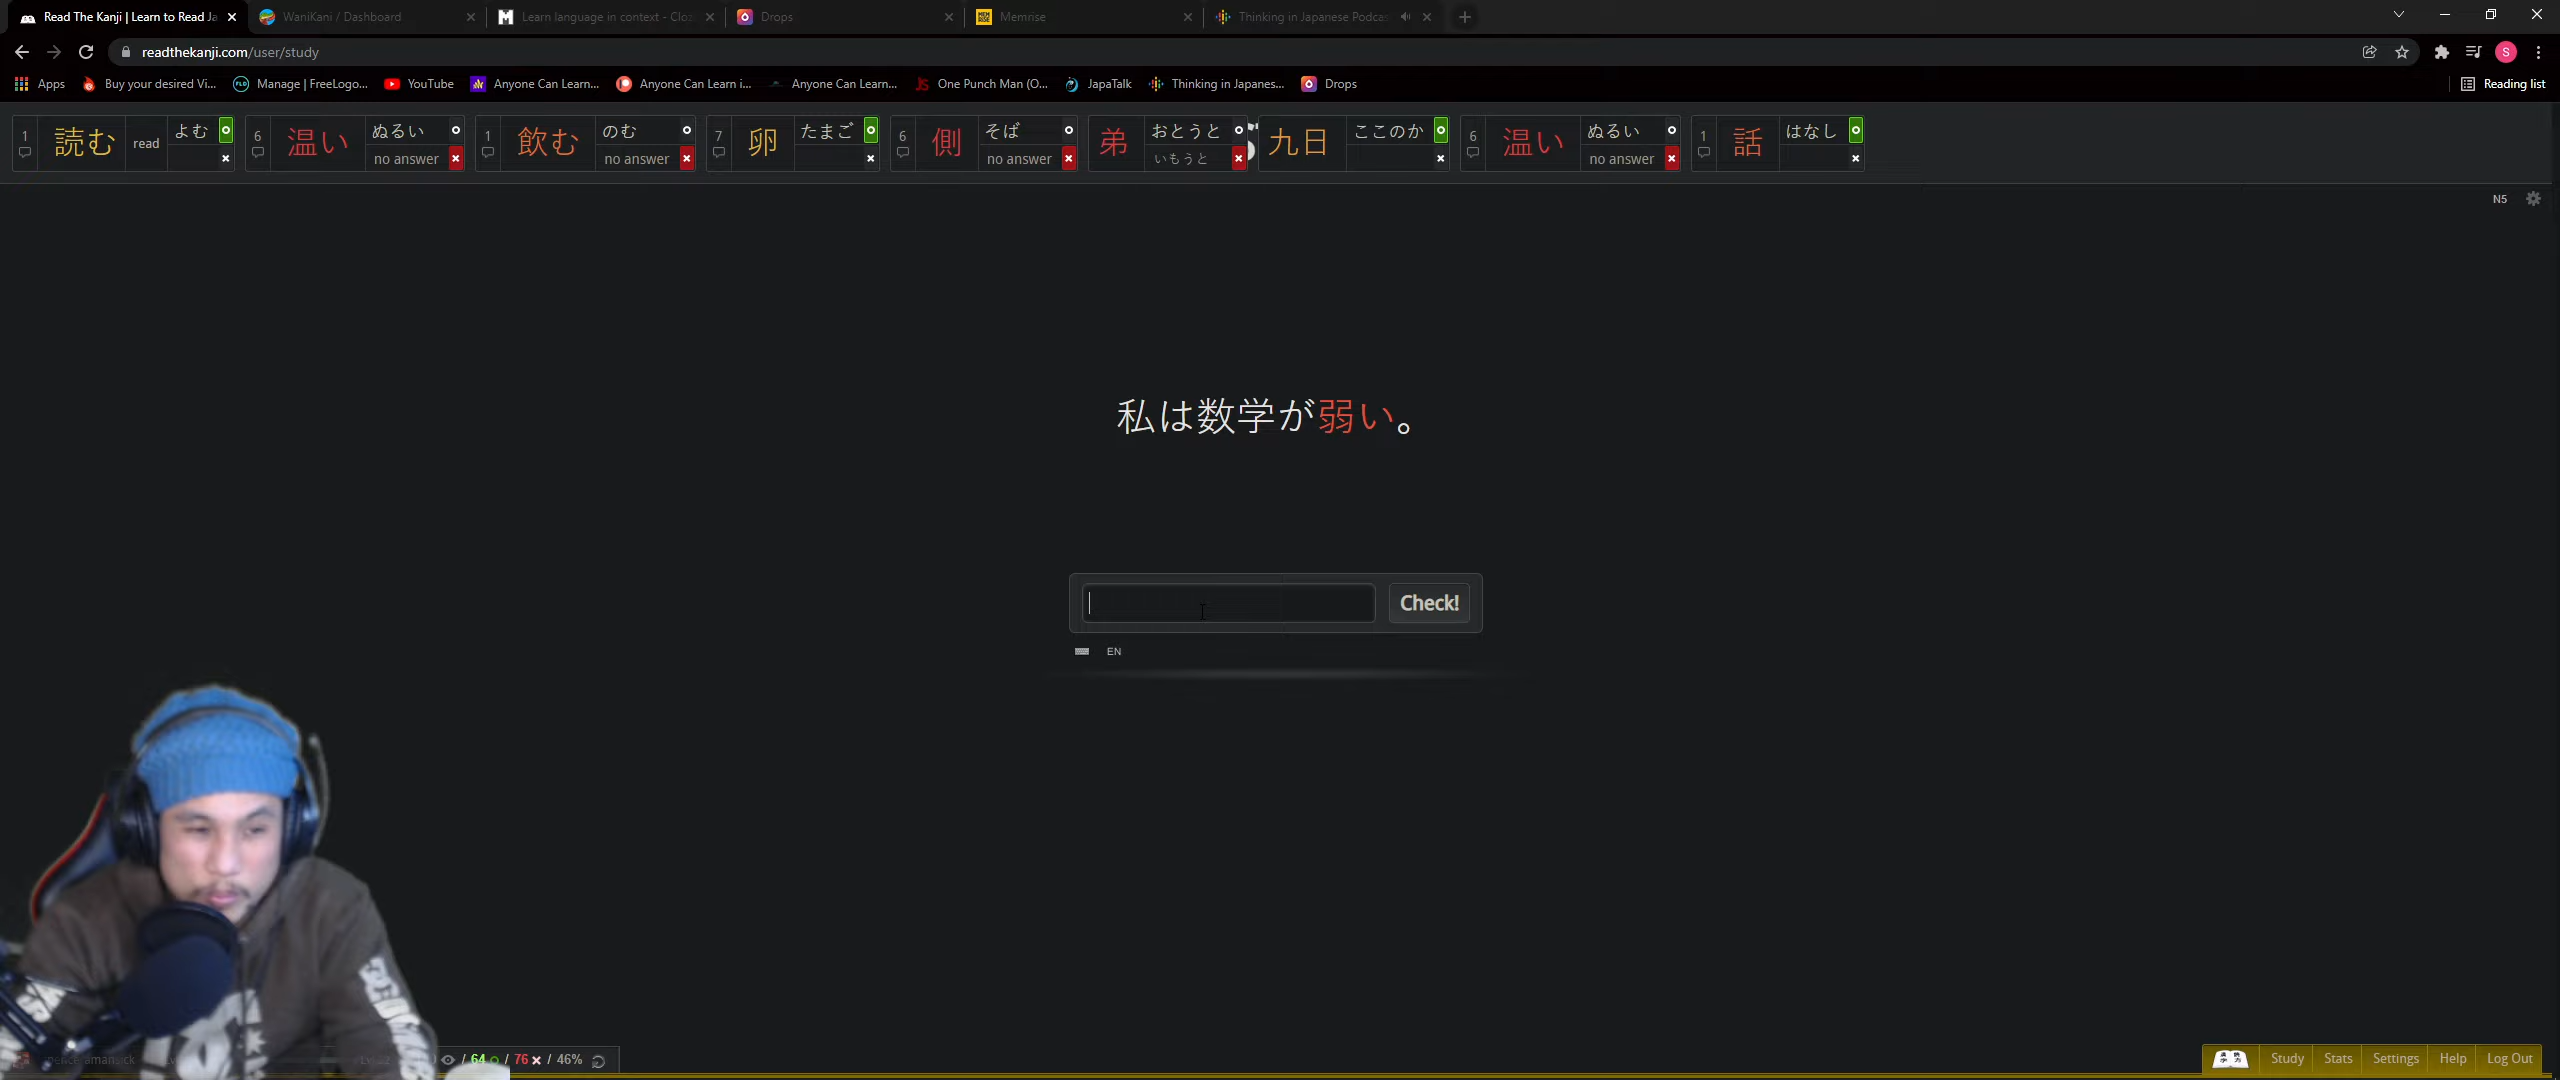 Read The Kanji | Learn to Read Ja
WaniKani / Dashboard
Learn language in context - Cloz
Drops
Memrise
Thinking in Japanese Podcas
readthekanji.com/user/study
Apps
Buy your desired Vi...
Manage | FreeLogo...
YouTube
Anyone Can Learn...
Anyone Can Learn i...
Anyone Can Learn...
One Punch Man (O...
JapaTalk
Thinking in Japanes...
Drops
Reading list
1 読む read よむ
6 温い ぬるい no answer
1 飲む のむ no answer
7 卵 たまご
6 側 そば no answer
弟 おとうと いもうと
九日 ここのか
6 温い ぬるい no answer
1 話 はなし
N5
私は数学が弱い。
Check!
EN
/ 64 / 76 / 46%
Study
Stats
Settings
Help
Log Out